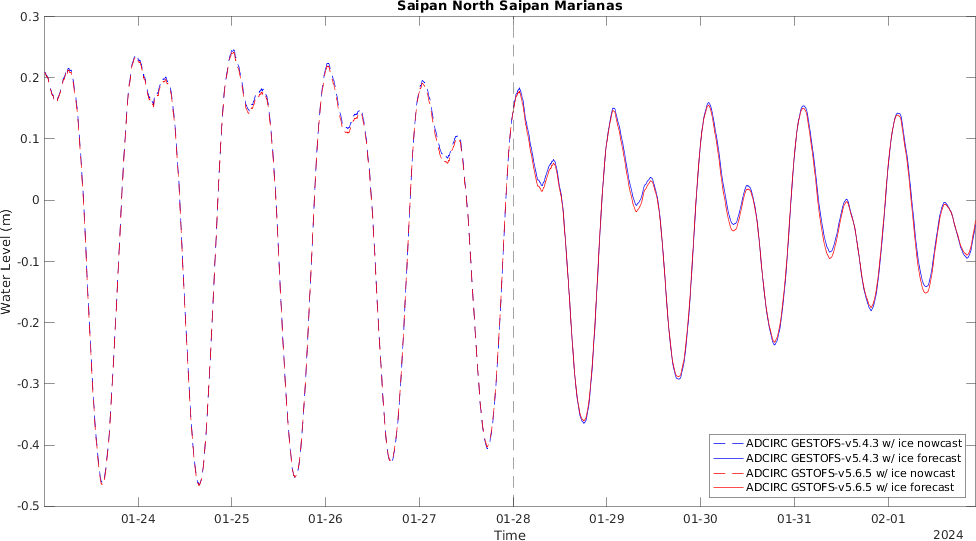 Saipan North Saipan Marianas
0.3
0.2
0.1
0
-0.1
-0.2
-0.3
-0.4
-0.5
Water Level (m)
ADCIRC GESTOFS-v5.4.3 w/ ice nowcast
ADCIRC GESTOFS-v5.4.3 w/ ice forecast
ADCIRC GSTOFS-v5.6.5 w/ ice nowcast
ADCIRC GSTOFS-v5.6.5 w/ ice forecast
01-24 01-25 01-26 01-27 01-28 01-29 01-30 01-31 02-01
Time
2024